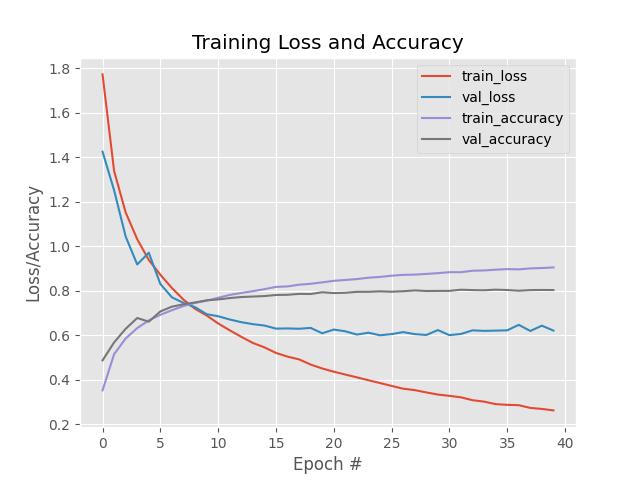 Training Loss and Accuracy
train_loss
val_loss
train_accuracy
val_accuracy
Loss/Accuracy
1.8
1.6
1.4
1.2
1.0
0.8
0.6
0.4
0.2
0 5 10 15 20 25 30 35 40
Epoch #